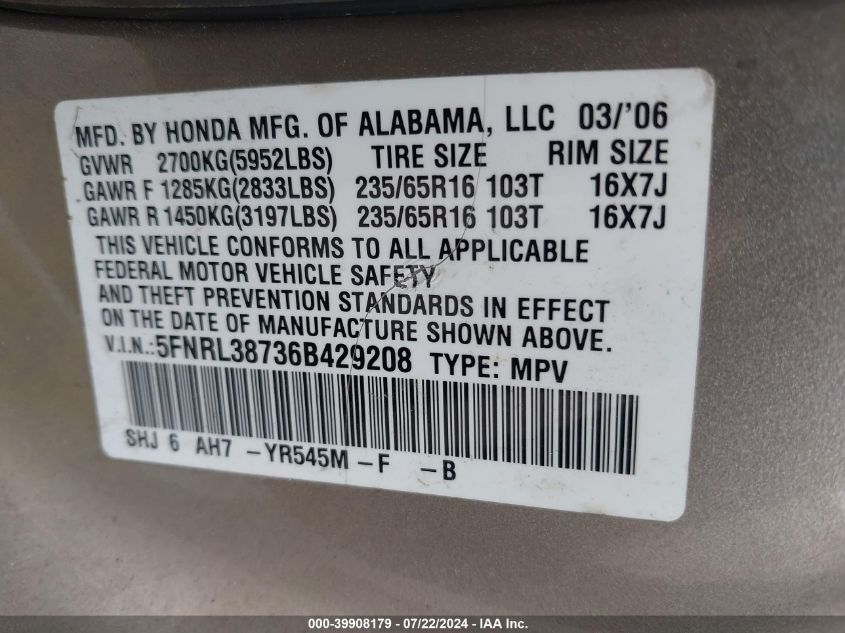 MFD. BY HONDA MFG. OF ALABAMA, LLC 03/'06
GVWR 2700KG(5952LBS) TIRE SIZE RIM SIZE
GAWR F 1285KG(2833LBS) 235/65R16 103T 16X7J
GAWR R 1450KG(3197LBS) 235/65R16 103T 16X7J
THIS VEHICLE CONFORMS TO ALL APPLICABLE
FEDERAL MOTOR VEHICLE SAFETY
AND THEFT PREVENTION STANDARDS IN EFFECT
ON THE DATE OF MANUFACTURE SHOWN ABOVE.
V.I.N.:5FNRL38736B429208 TYPE: MPV
SHJ 6 AH7 -YR545M -F -B
000-39908179 - 07/22/2024 - IAA Inc.